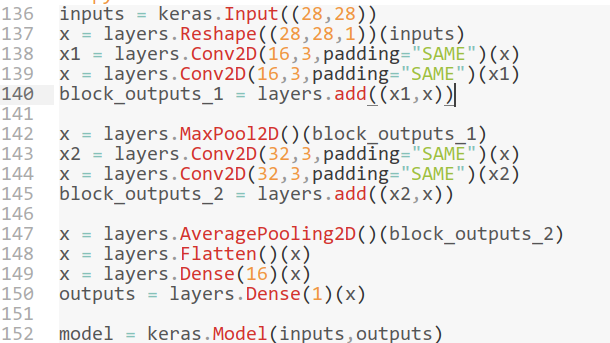 136 inputs = keras.Input((28,28))
137 x = layers.Reshape((28,28,1))(inputs)
138 x1 = layers.Conv2D(16,3,padding="SAME")(x)
139 x = layers.Conv2D(16,3,padding="SAME")(x1)
140 block_outputs_1 = layers.add((x1,x))
141
142 x = layers.MaxPool2D()(block_outputs_1)
143 x2 = layers.Conv2D(32,3,padding="SAME")(x)
144 x = layers.Conv2D(32,3,padding="SAME")(x2)
145 block_outputs_2 = layers.add((x2,x))
146
147 x = layers.AveragePooling2D()(block_outputs_2)
148 x = layers.Flatten()(x)
149 x = layers.Dense(16)(x)
150 outputs = layers.Dense(1)(x)
151
152 model = keras.Model(inputs,outputs)